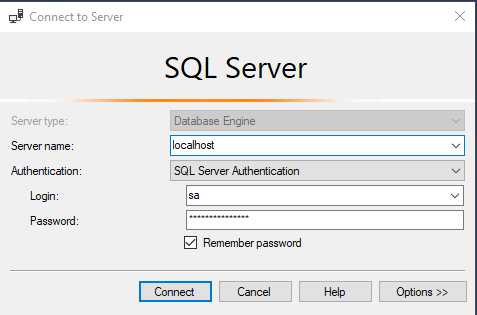 Connect to Server
SQL Server
Server type: Database Engine
Server name: localhost
Authentication: SQL Server Authentication
Login: sa
Password: ***************
Remember password
Connect Cancel Help Options >>